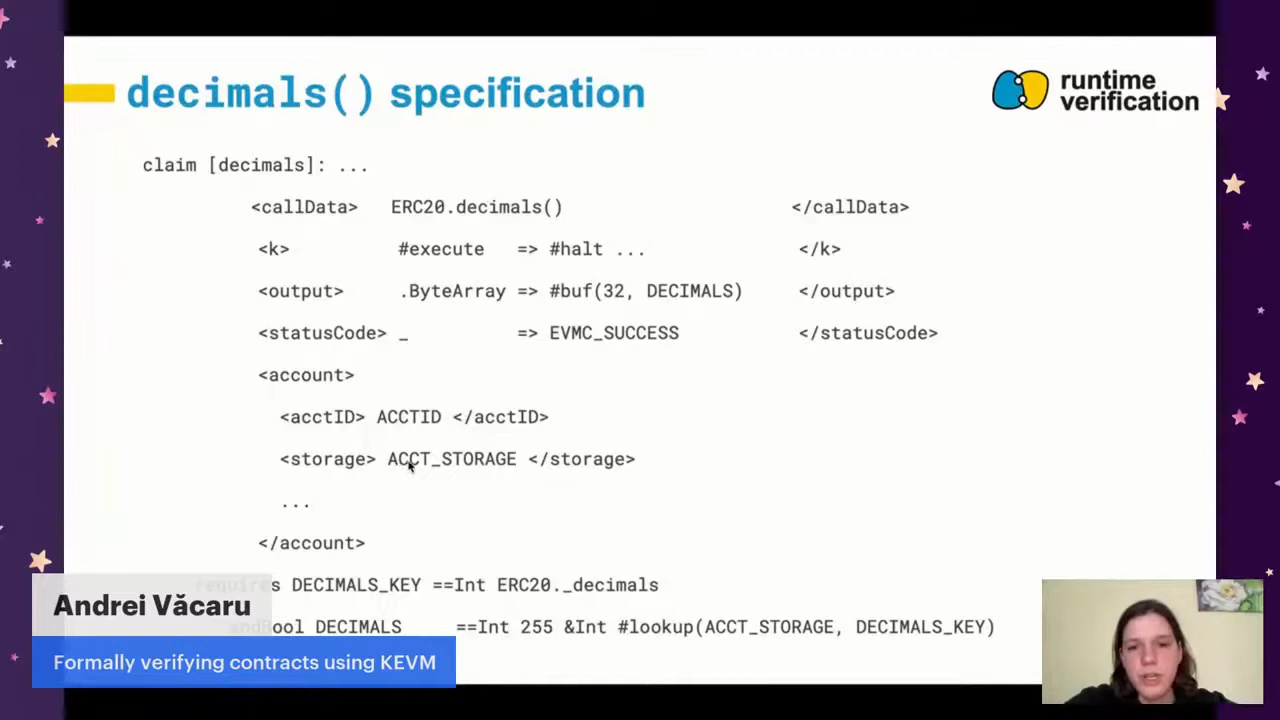 decimals() specification
runtime
verification
claim [decimals]: ...
<callData> ERC20.decimals() </callData>
<k> #execute => #halt ... </k>
<output> .ByteArray => #buf(32, DECIMALS) </output>
<statusCode> _ => EVMC_SUCCESS </statusCode>
<account>
<acctID> ACCTID </acctID>
<storage> ACCT_STORAGE </storage>
...
</account>
requires DECIMALS_KEY ==Int ERC20._decimals
andBool DECIMALS ==Int 255 &Int #lookup(ACCT_STORAGE, DECIMALS_KEY)
Andrei Văcaru
Formally verifying contracts using KEVM